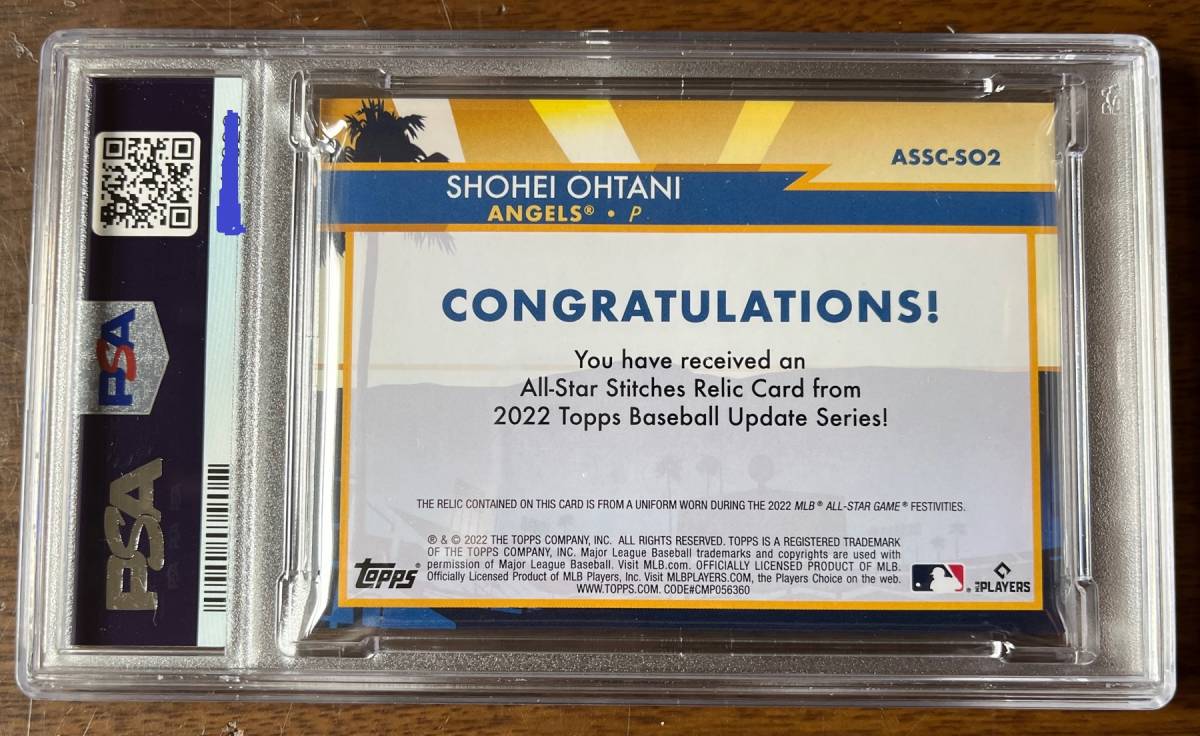 ASSC-SO2
SHOHEI OHTANI
ANGELS® • P
CONGRATULATIONS!
You have received an
All-Star Stitches Relic Card from
2022 Topps Baseball Update Series!
THE RELIC CONTAINED ON THIS CARD IS FROM A UNIFORM WORN DURING THE 2022 MLB® ALL-STAR GAME® FESTIVITIES.
® & © 2022 THE TOPPS COMPANY, INC. ALL RIGHTS RESERVED. TOPPS IS A REGISTERED TRADEMARK
OF THE TOPPS COMPANY, INC. Major League Baseball trademarks and copyrights are used with
permission of Major League Baseball. Visit MLB.com. OFFICIALLY LICENSED PRODUCT OF MLB.
Officially Licensed Product of MLB Players, Inc. Visit MLBPLAYERS.COM, the Players Choice on the web.
WWW.TOPPS.COM. CODE#CMP056360
topps®
MLB PLAYERS
PSA
PSA